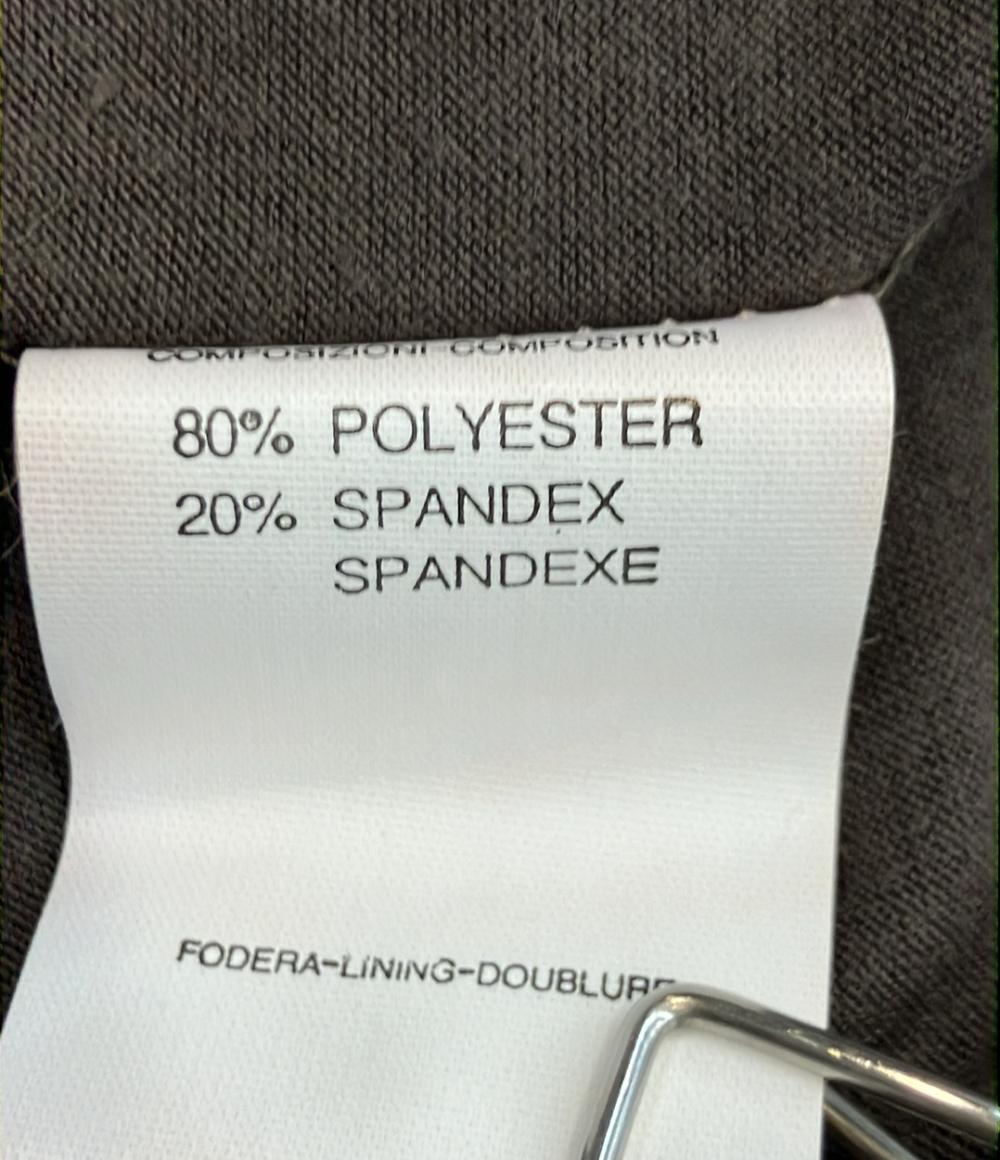 COMPOSIZIONI-COMPOSITION
80% POLYESTER
20% SPANDEX
SPANDEXE
FODERA-LINING-DOUBLURE